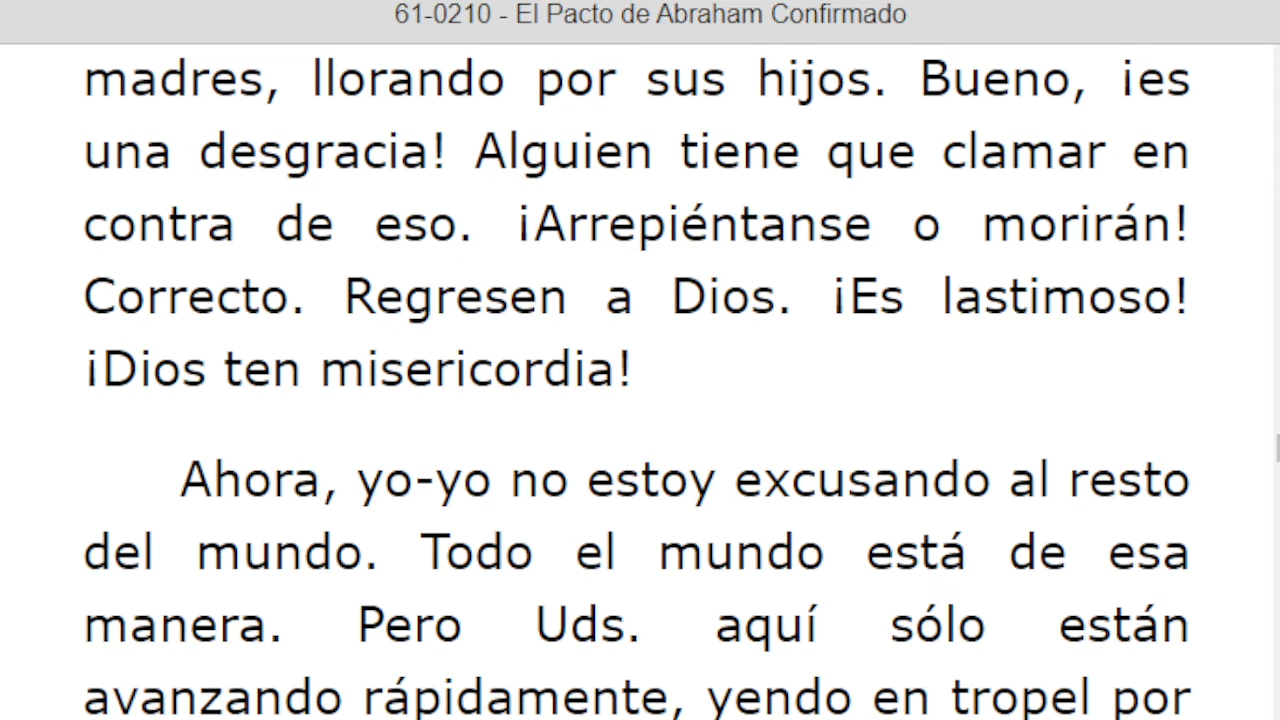 61-0210 - El Pacto de Abraham Confirmado
madres, llorando por sus hijos. Bueno, ¡es
una desgracia! Alguien tiene que clamar en
contra de eso. ¡Arrepiéntanse o morirán!
Correcto. Regresen a Dios. ¡Es lastimoso!
¡Dios ten misericordia!
Ahora, yo-yo no estoy excusando al resto
del mundo. Todo el mundo está de esa
manera. Pero Uds. aquí sólo están
avanzando rápidamente, yendo en tropel por